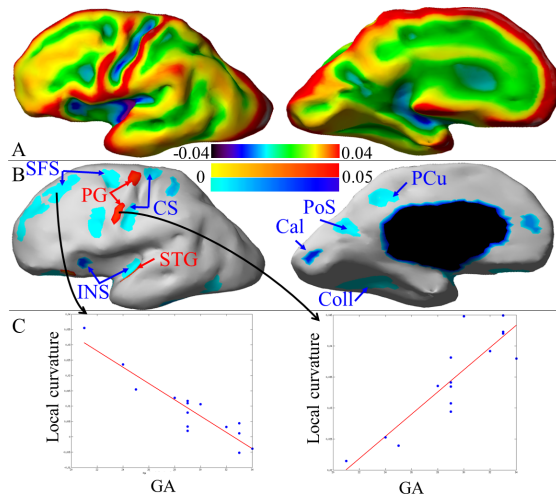 A
-0.04 0.04
B
0 0.05
SFS
PG
CS
STG
INS
PCu
PoS
Cal
Coll
C
Local curvature
GA
Local curvature
GA